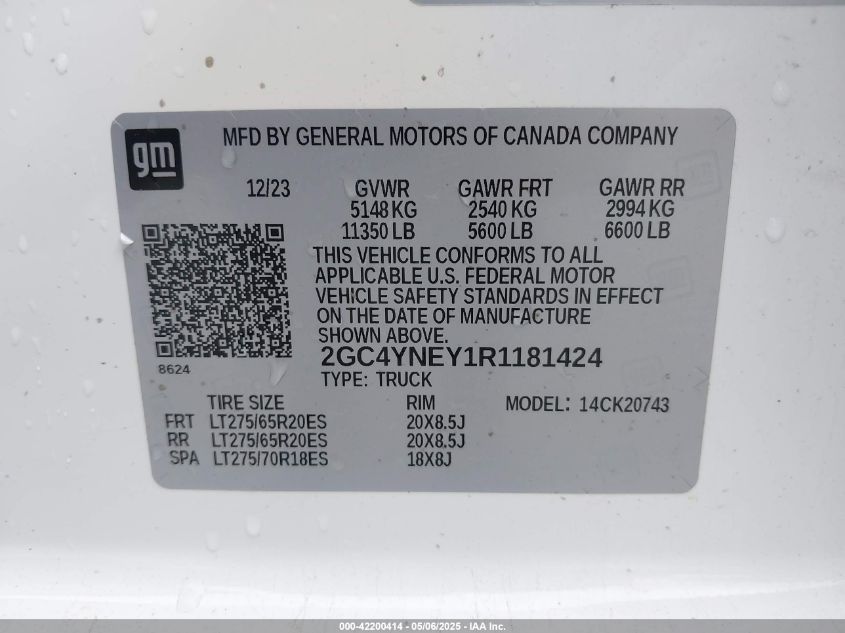 gm
MFD BY GENERAL MOTORS OF CANADA COMPANY
12/23 GVWR GAWR FRT GAWR RR
5148 KG 2540 KG 2994 KG
11350 LB 5600 LB 6600 LB
THIS VEHICLE CONFORMS TO ALL
APPLICABLE U.S. FEDERAL MOTOR
VEHICLE SAFETY STANDARDS IN EFFECT
ON THE DATE OF MANUFACTURE
SHOWN ABOVE.
8624
2GC4YNEY1R1181424
TYPE: TRUCK
TIRE SIZE RIM MODEL: 14CK20743
FRT LT275/65R20ES 20X8.5J
RR LT275/65R20ES 20X8.5J
SPA LT275/70R18ES 18X8J
000-42200414 - 05/06/2025 - IAA Inc.